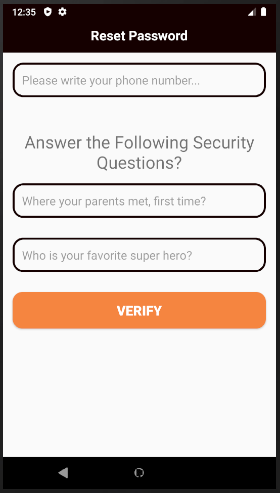 12:35
Reset Password
Please write your phone number...
Answer the Following Security
Questions?
Where your parents met, first time?
Who is your favorite super hero?
VERIFY